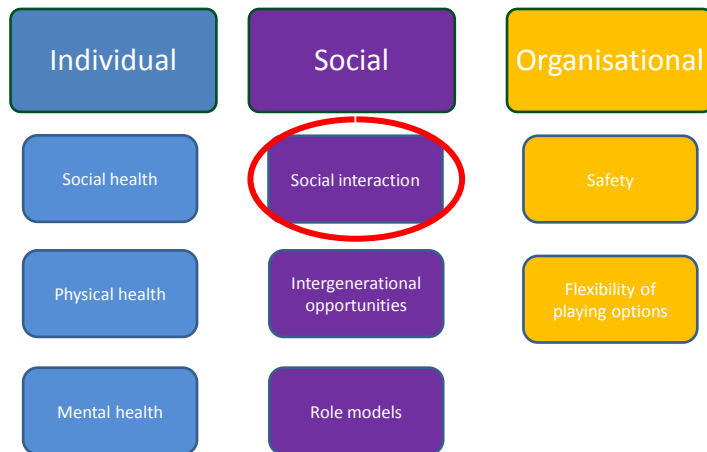 Individual
Social
Organisational
Social health
Social interaction
Safety
Physical health
Intergenerational
opportunities
Flexibility of
playing options
Mental health
Role models